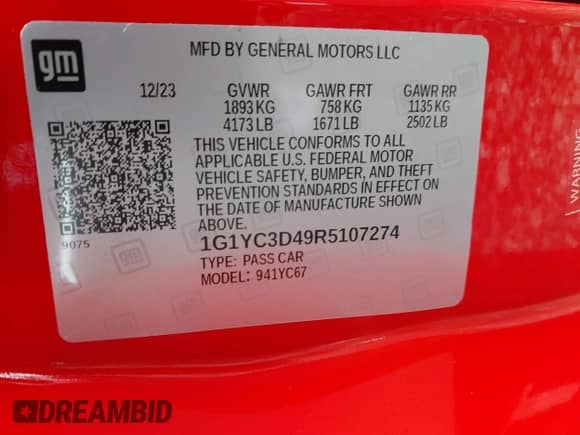 gm
MFD BY GENERAL MOTORS LLC
12/23 GVWR GAWR FRT GAWR RR
1893 KG 758 KG 1135 KG
4173 LB 1671 LB 2502 LB
THIS VEHICLE CONFORMS TO ALL
APPLICABLE U.S. FEDERAL MOTOR
VEHICLE SAFETY, BUMPER, AND THEFT
PREVENTION STANDARDS IN EFFECT ON
THE DATE OF MANUFACTURE SHOWN
ABOVE.
9075
1G1YC3D49R5107274
TYPE: PASS CAR
MODEL: 941YC67
WARNING
DREAMBID